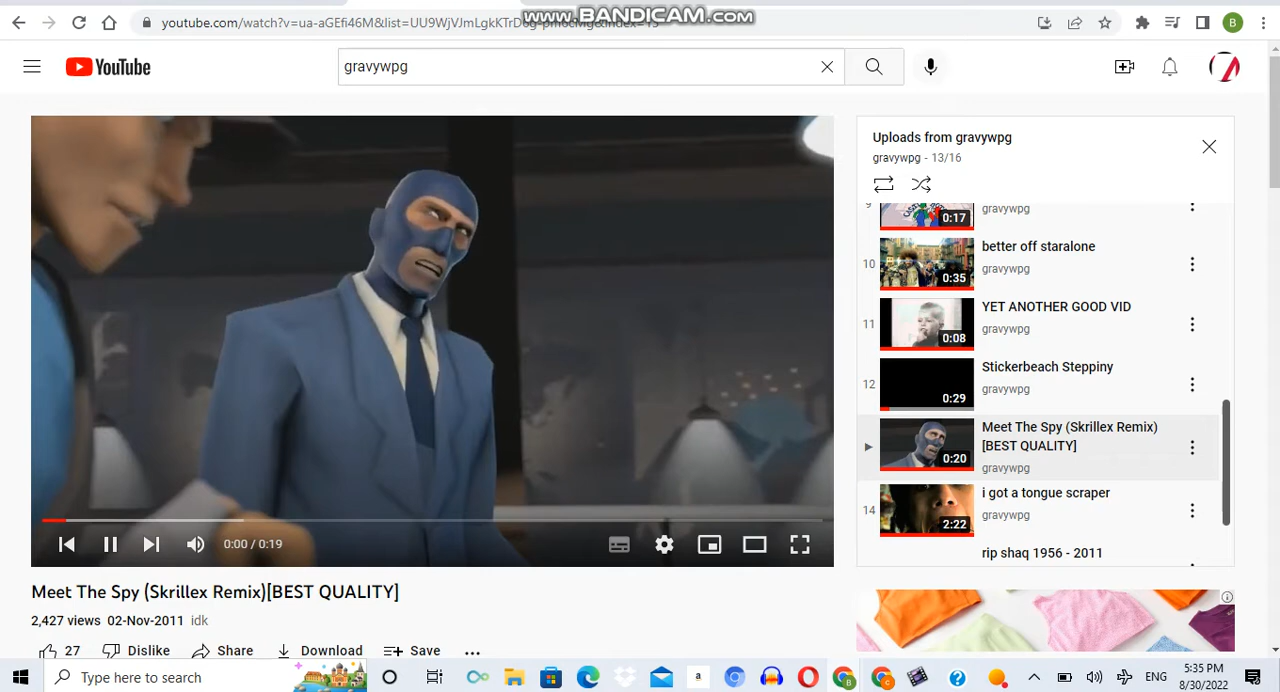 youtube.com/watch?v=ua-aGEfi46M&list=UU9WjVJmLgkKTrD6g-
www.BANDICAM.com
B
YouTube
gravywpg
Uploads from gravywpg
gravywpg - 13/16
9
0:17
gravywpg
10
0:35
better off staralone
gravywpg
11
0:08
YET ANOTHER GOOD VID
gravywpg
12
0:29
Stickerbeach Steppiny
gravywpg
0:20
Meet The Spy (Skrillex Remix)
[BEST QUALITY]
gravywpg
14
2:22
i got a tongue scraper
gravywpg
rip shaq 1956 - 2011
0:00 / 0:19
Meet The Spy (Skrillex Remix)[BEST QUALITY]
2,427 views 02-Nov-2011 idk
27 Dislike Share Download Save
Type here to search
a
ENG
5:35 PM
8/30/2022